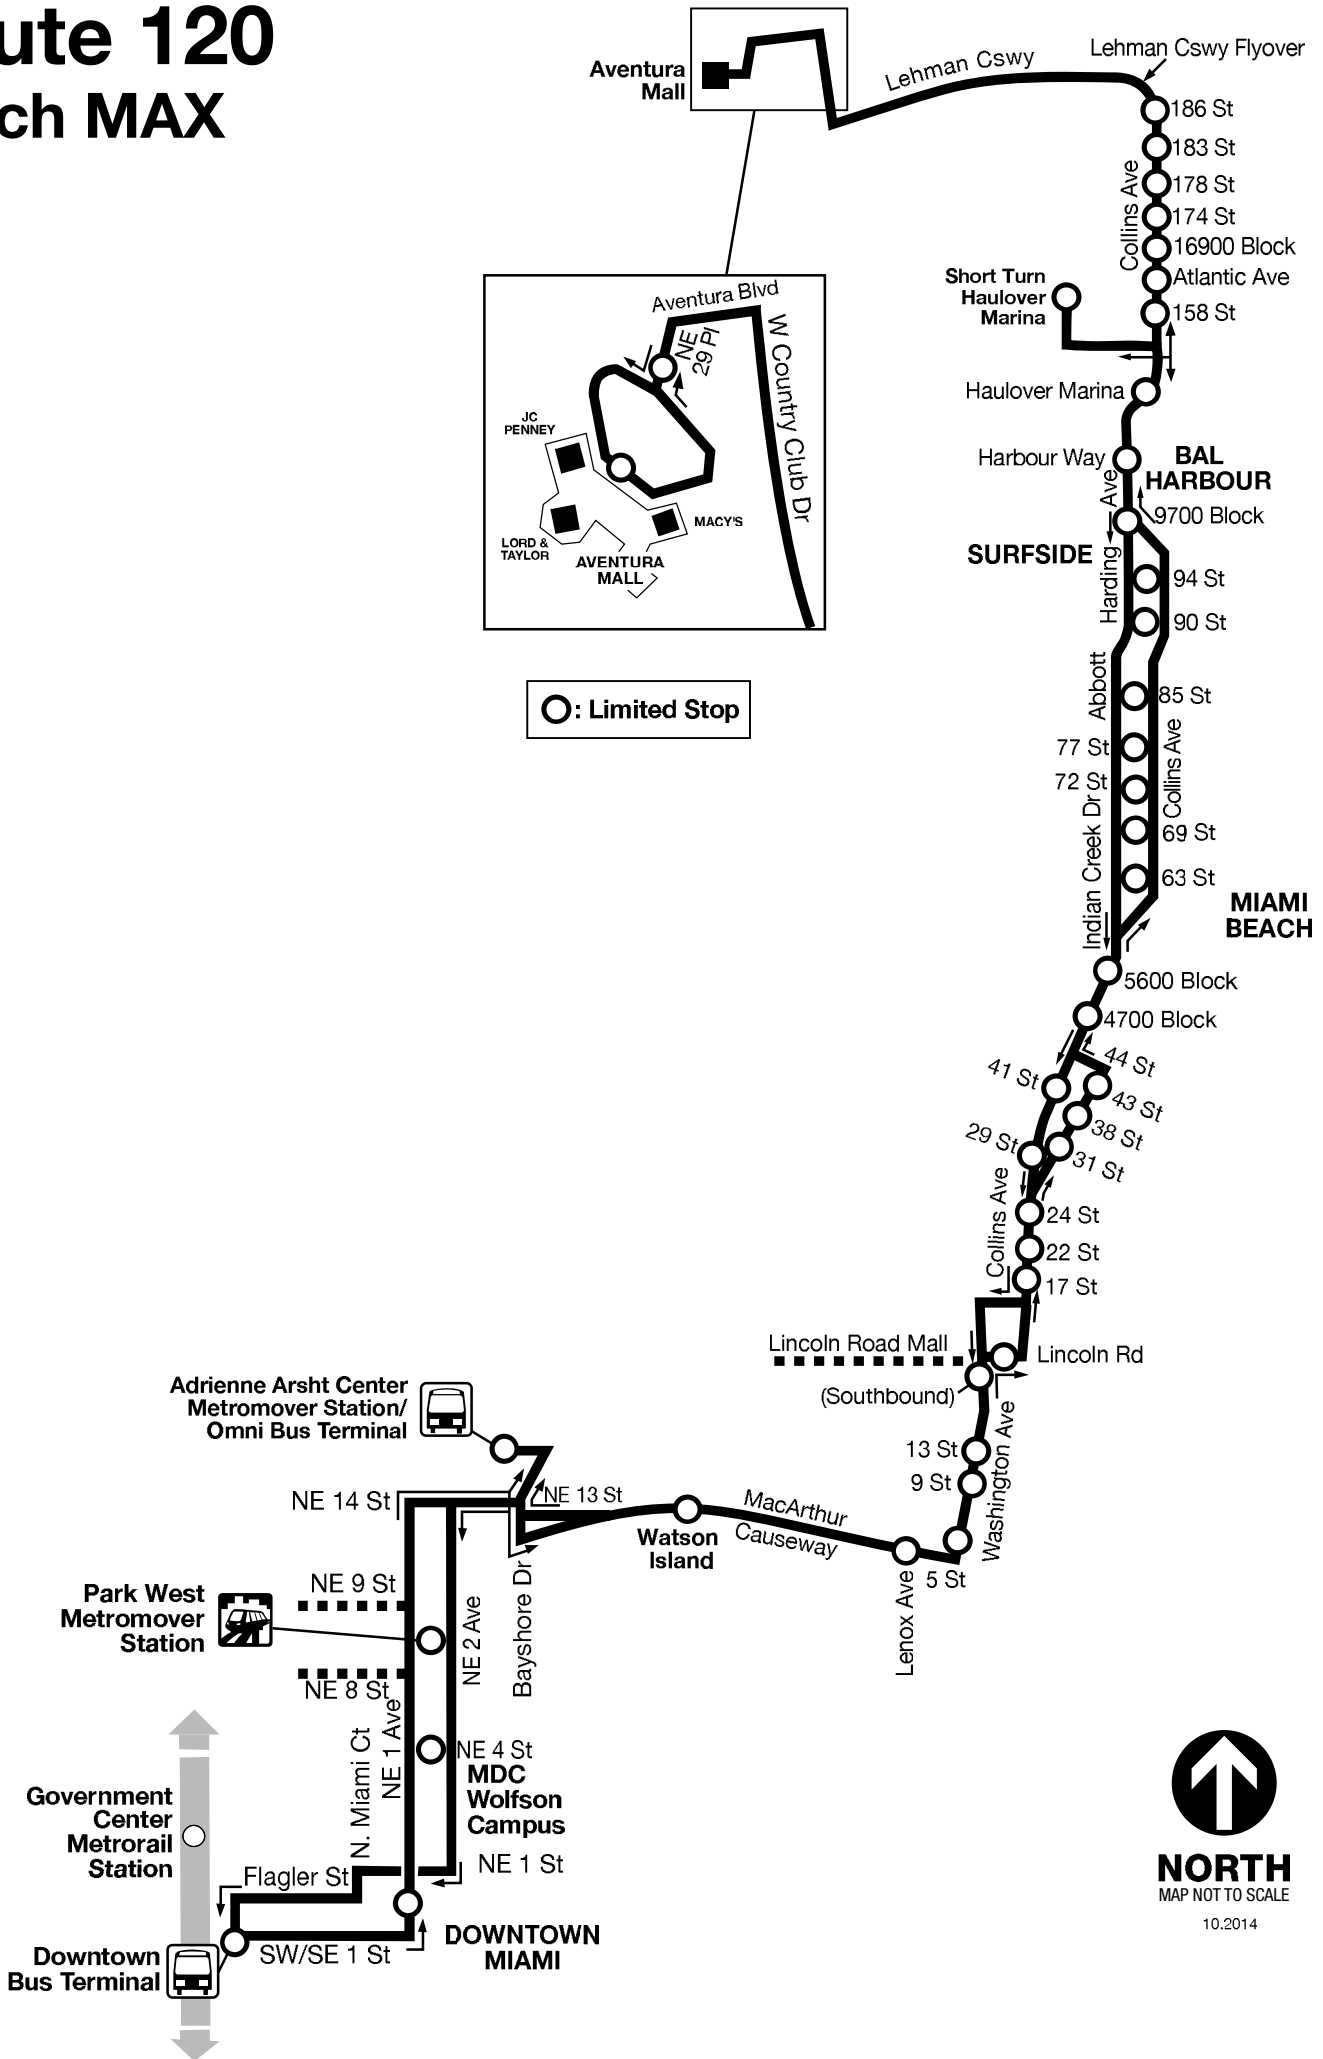 ute 120
ch MAX
Aventura
Mall
Lehman Cswy
Lehman Cswy Flyover
186 St
183 St
178 St
174 St
16900 Block
Atlantic Ave
158 St
Collins Ave
Short Turn
Haulover
Marina
Haulover Marina
Harbour Way
BAL
HARBOUR
9700 Block
SURFSIDE
Harding Ave
94 St
90 St
Abbott
85 St
77 St
72 St
Collins Ave
69 St
63 St
Indian Creek Dr
MIAMI
BEACH
5600 Block
4700 Block
44 St
41 St
43 St
38 St
29 St
31 St
Collins Ave
24 St
22 St
17 St
Lincoln Road Mall
Lincoln Rd
(Southbound)
13 St
9 St
Washington Ave
5 St
Lenox Ave
MacArthur
Causeway
Watson
Island
Aventura Blvd
NE
29 Pl
W Country Club Dr
JC
PENNEY
LORD &
TAYLOR
MACY'S
AVENTURA
MALL
: Limited Stop
Adrienne Arsht Center
Metromover Station/
Omni Bus Terminal
NE 14 St
NE 13 St
Bayshore Dr
NE 9 St
Park West
Metromover
Station
NE 8 St
NE 2 Ave
NE 1 Ave
N. Miami Ct
NE 4 St
MDC
Wolfson
Campus
NE 1 St
Government
Center
Metrorail
Station
Flagler St
SW/SE 1 St
DOWNTOWN
MIAMI
Downtown
Bus Terminal
NORTH
MAP NOT TO SCALE
10.2014